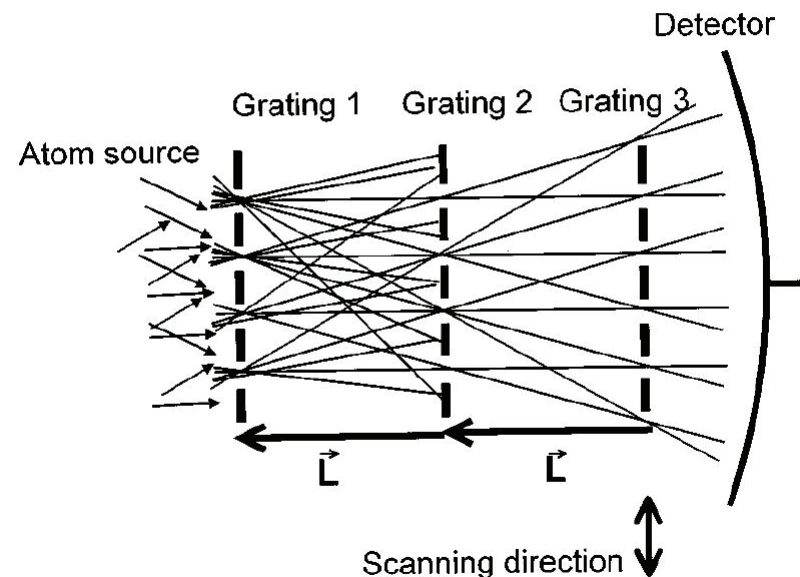 Detector
Grating 1 Grating 2 Grating 3
Atom source
L L
Scanning direction